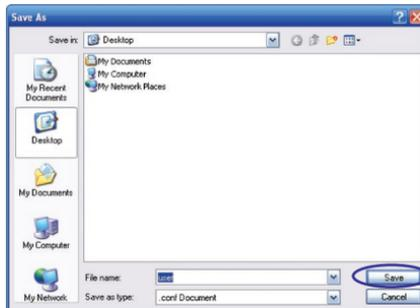 Save As
Save in: Desktop
My Recent Documents
Desktop
My Documents
My Computer
My Network
My Documents
My Computer
My Network Places
File name: user
Save
Save as type: .conf Document
Cancel